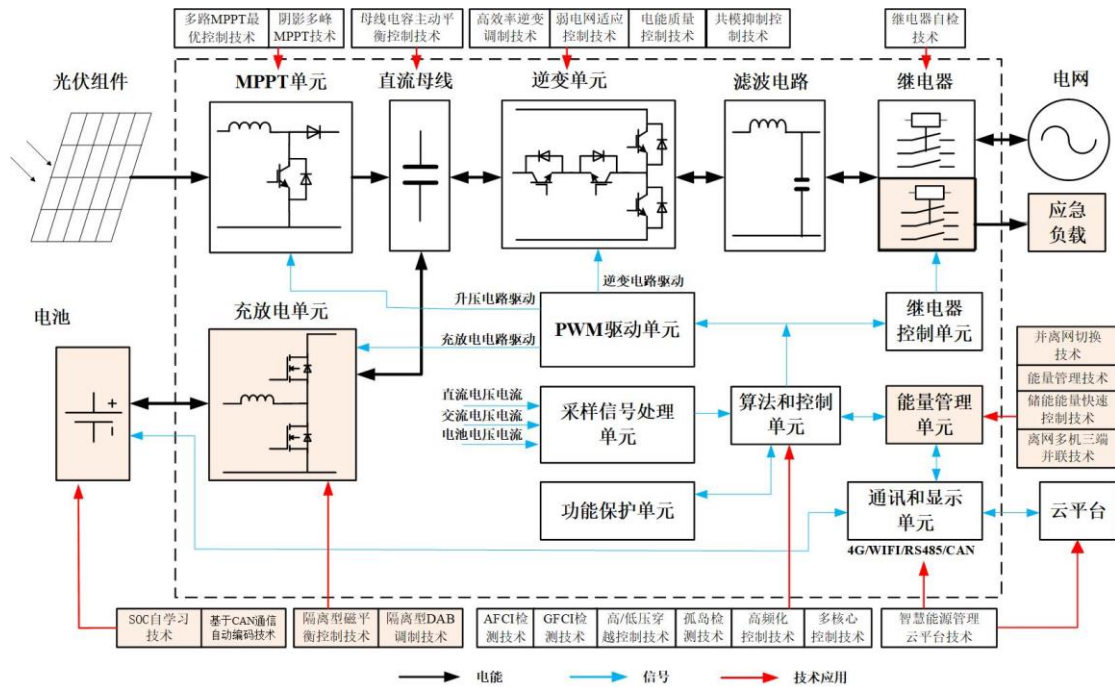 多路MPPT最
优控制技术
阴影多峰
MPPT技术
母线电容主动平
衡控制技术
高效率逆变
调制技术
弱电网适应
控制技术
电能质量
控制技术
共模抑制控
制技术
继电器自检
技术
光伏组件
MPPT单元
直流母线
逆变单元
滤波电路
继电器
电网
应急
负载
升压电路驱动
逆变电路驱动
充放电电路驱动
PWM驱动单元
继电器
控制单元
电池
充放电单元
+
−
直流电压电流
交流电压电流
电池电压电流
采样信号处理
单元
算法和控制
单元
能量管理
单元
并离网切换
技术
能量管理技术
储能能量快速
控制技术
离网多机三端
并联技术
功能保护单元
通讯和显示
单元
4G/WIFI/RS485/CAN
云平台
SOC自学习
技术
基于CAN通信
自动编码技术
隔离型磁平
衡控制技术
隔离型DAB
调制技术
AFCI检
测技术
GFCI检
测技术
高/低压穿
越控制技术
孤岛检
测技术
高频化
控制技术
多核心
控制技术
智慧能源管理
云平台技术
电能
信号
技术应用